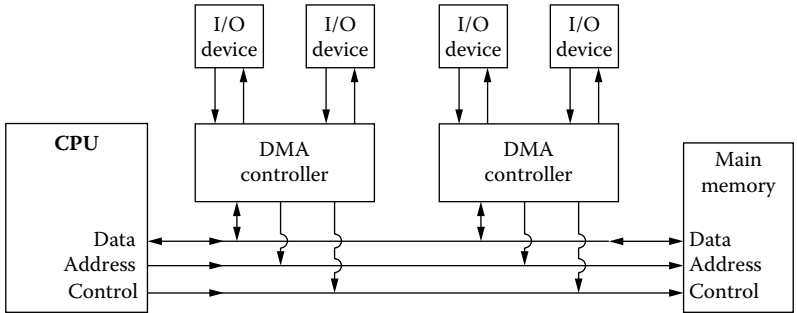 I/O
device
I/O
device
I/O
device
I/O
device
CPU
DMA
controller
DMA
controller
Main
memory
Data
Address
Control
Data
Address
Control